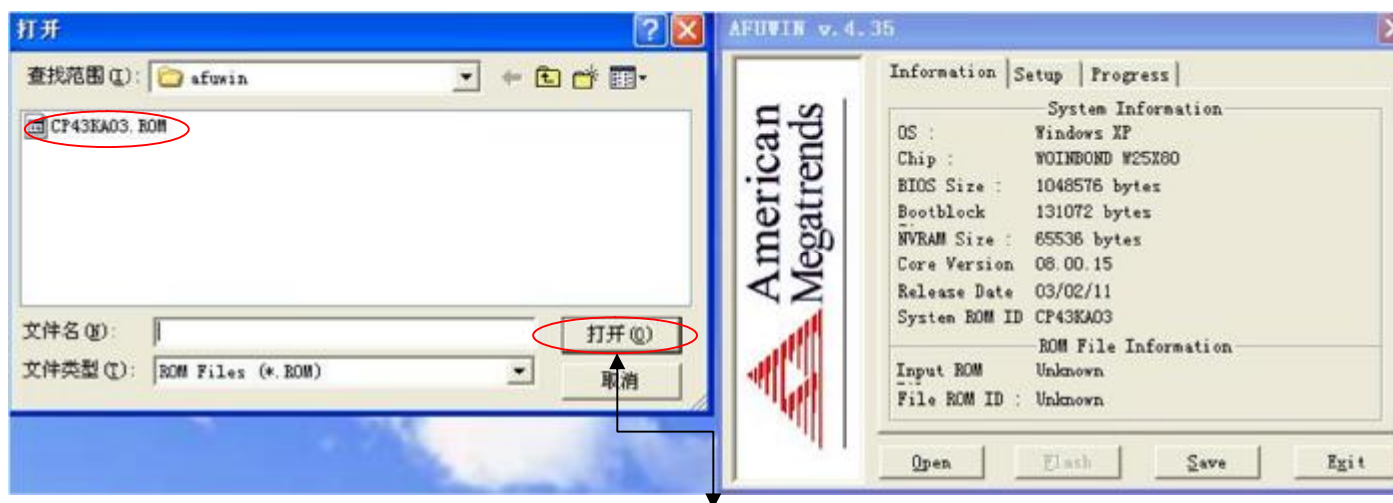 打开
查找范围(I): afuwin
CP43KA03.ROM
文件名(N):
打开(O)
文件类型(T): ROM Files (*.ROM)
取消
AFUWIN v.4.35
American
Megatrends
Information Setup Progress
System Information
OS : Windows XP
Chip : WOINBOND W25X80
BIOS Size : 1048576 bytes
Bootblock 131072 bytes
NVRAM Size : 65536 bytes
Core Version 08.00.15
Release Date 03/02/11
System ROM ID CP43KA03
ROM File Information
Input ROM Unknown
File ROM ID : Unknown
Open Flash Save Exit